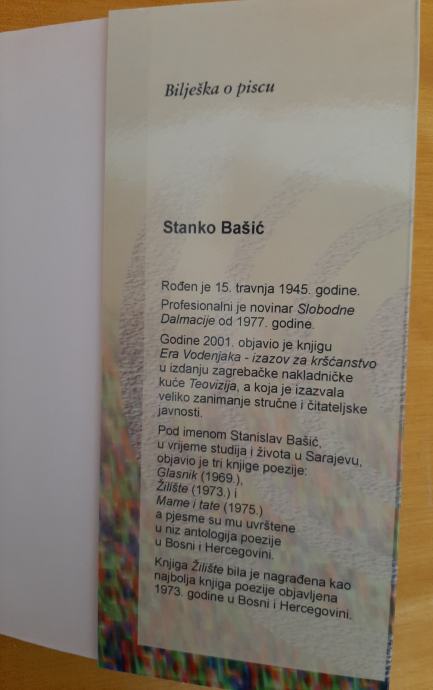 Bilješka o piscu
Stanko Bašić
Rođen je 15. travnja 1945. godine.
Profesionalni je novinar Slobodne
Dalmacije od 1977. godine.
Godine 2001. objavio je knjigu
Era Vodenjaka - izazov za kršćanstvo
u izdanju zagrebačke nakladničke
kuće Teovizija, a koja je izazvala
veliko zanimanje stručne i čitateljske
javnosti.
Pod imenom Stanislav Bašić,
u vrijeme studija i života u Sarajevu,
objavio je tri knjige poezije:
Glasnik (1969.),
Žilište (1973.) i
Mame i tate (1975.)
a pjesme su mu uvrštene
u niz antologija poezije
u Bosni i Hercegovini.
Knjiga Žilište bila je nagrađena kao
najbolja knjiga poezije objavljena
1973. godine u Bosni i Hercegovini.